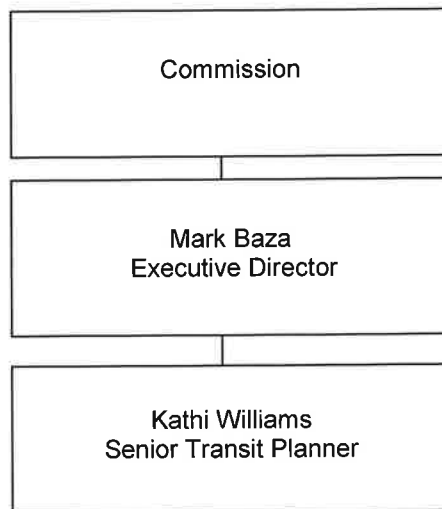 Commission
Mark Baza
Executive Director
Kathi Williams
Senior Transit Planner